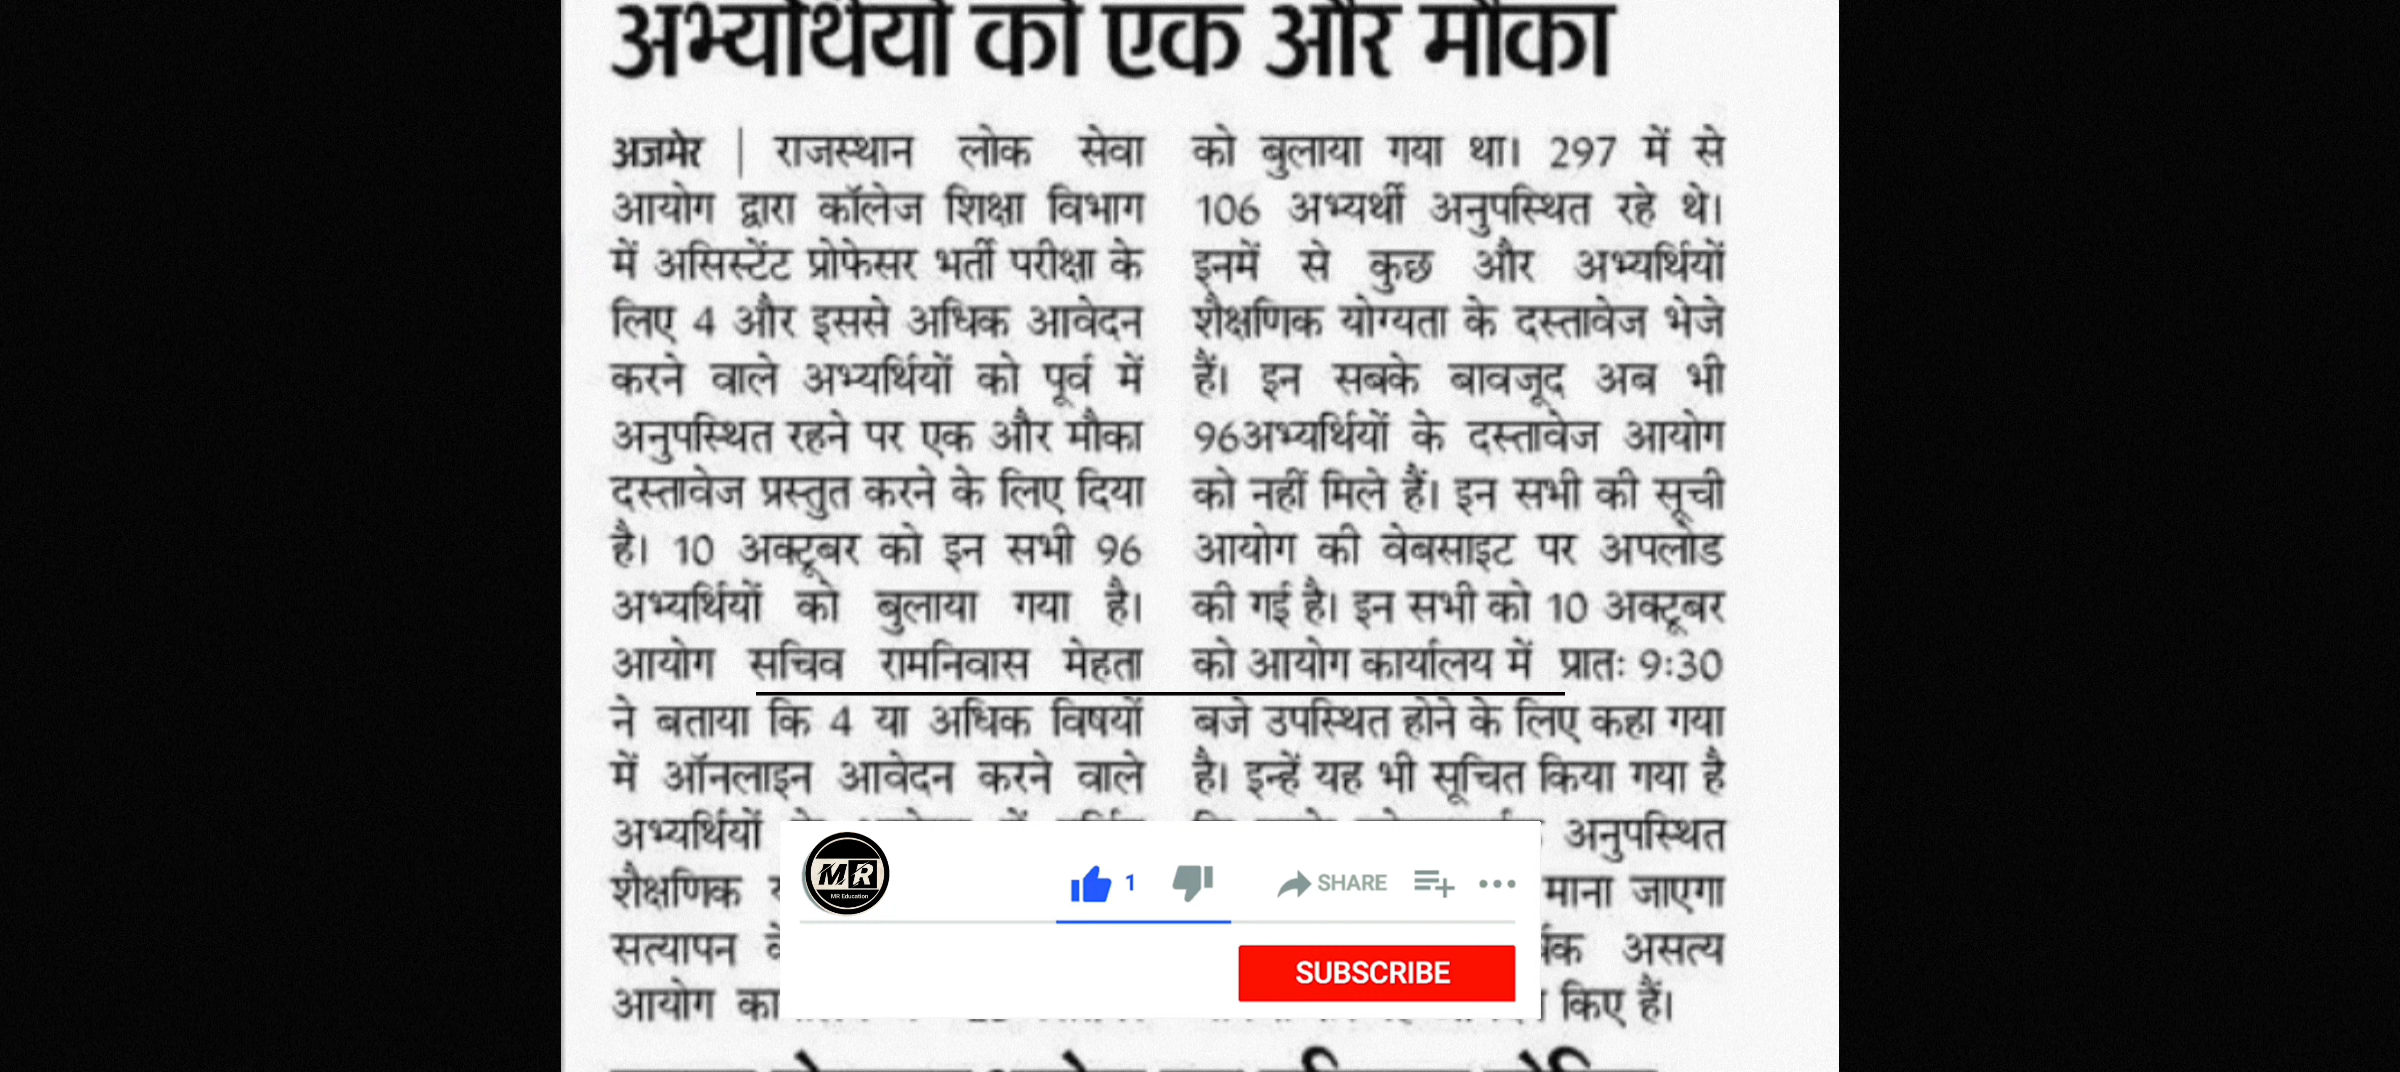 अभ्यर्थियों को एक और मौका
अजमेर | राजस्थान लोक सेवा
आयोग द्वारा कॉलेज शिक्षा विभाग
में असिस्टेंट प्रोफेसर भर्ती परीक्षा के
लिए 4 और इससे अधिक आवेदन
करने वाले अभ्यर्थियों को पूर्व में
अनुपस्थित रहने पर एक और मौका
दस्तावेज प्रस्तुत करने के लिए दिया
है। 10 अक्टूबर को इन सभी 96
अभ्यर्थियों को बुलाया गया है।
आयोग सचिव रामनिवास मेहता
ने बताया कि 4 या अधिक विषयों
में ऑनलाइन आवेदन करने वाले
अभ्यर्थियों
शैक्षणिक
सत्यापन
आयोग
को बुलाया गया था। 297 में से
106 अभ्यर्थी अनुपस्थित रहे थे।
इनमें से कुछ और अभ्यर्थियों
शैक्षणिक योग्यता के दस्तावेज भेजे
हैं। इन सबके बावजूद अब भी
96अभ्यर्थियों के दस्तावेज आयोग
को नहीं मिले हैं। इन सभी की सूची
आयोग की वेबसाइट पर अपलोड
की गई है। इन सभी को 10 अक्टूबर
को आयोग कार्यालय में प्रातः 9:30
बजे उपस्थित होने के लिए कहा गया
है। इन्हें यह भी सूचित किया गया है
अनुपस्थित
माना जाएगा
असत्य
किए हैं।
MR
MR Education
1
SHARE
SUBSCRIBE